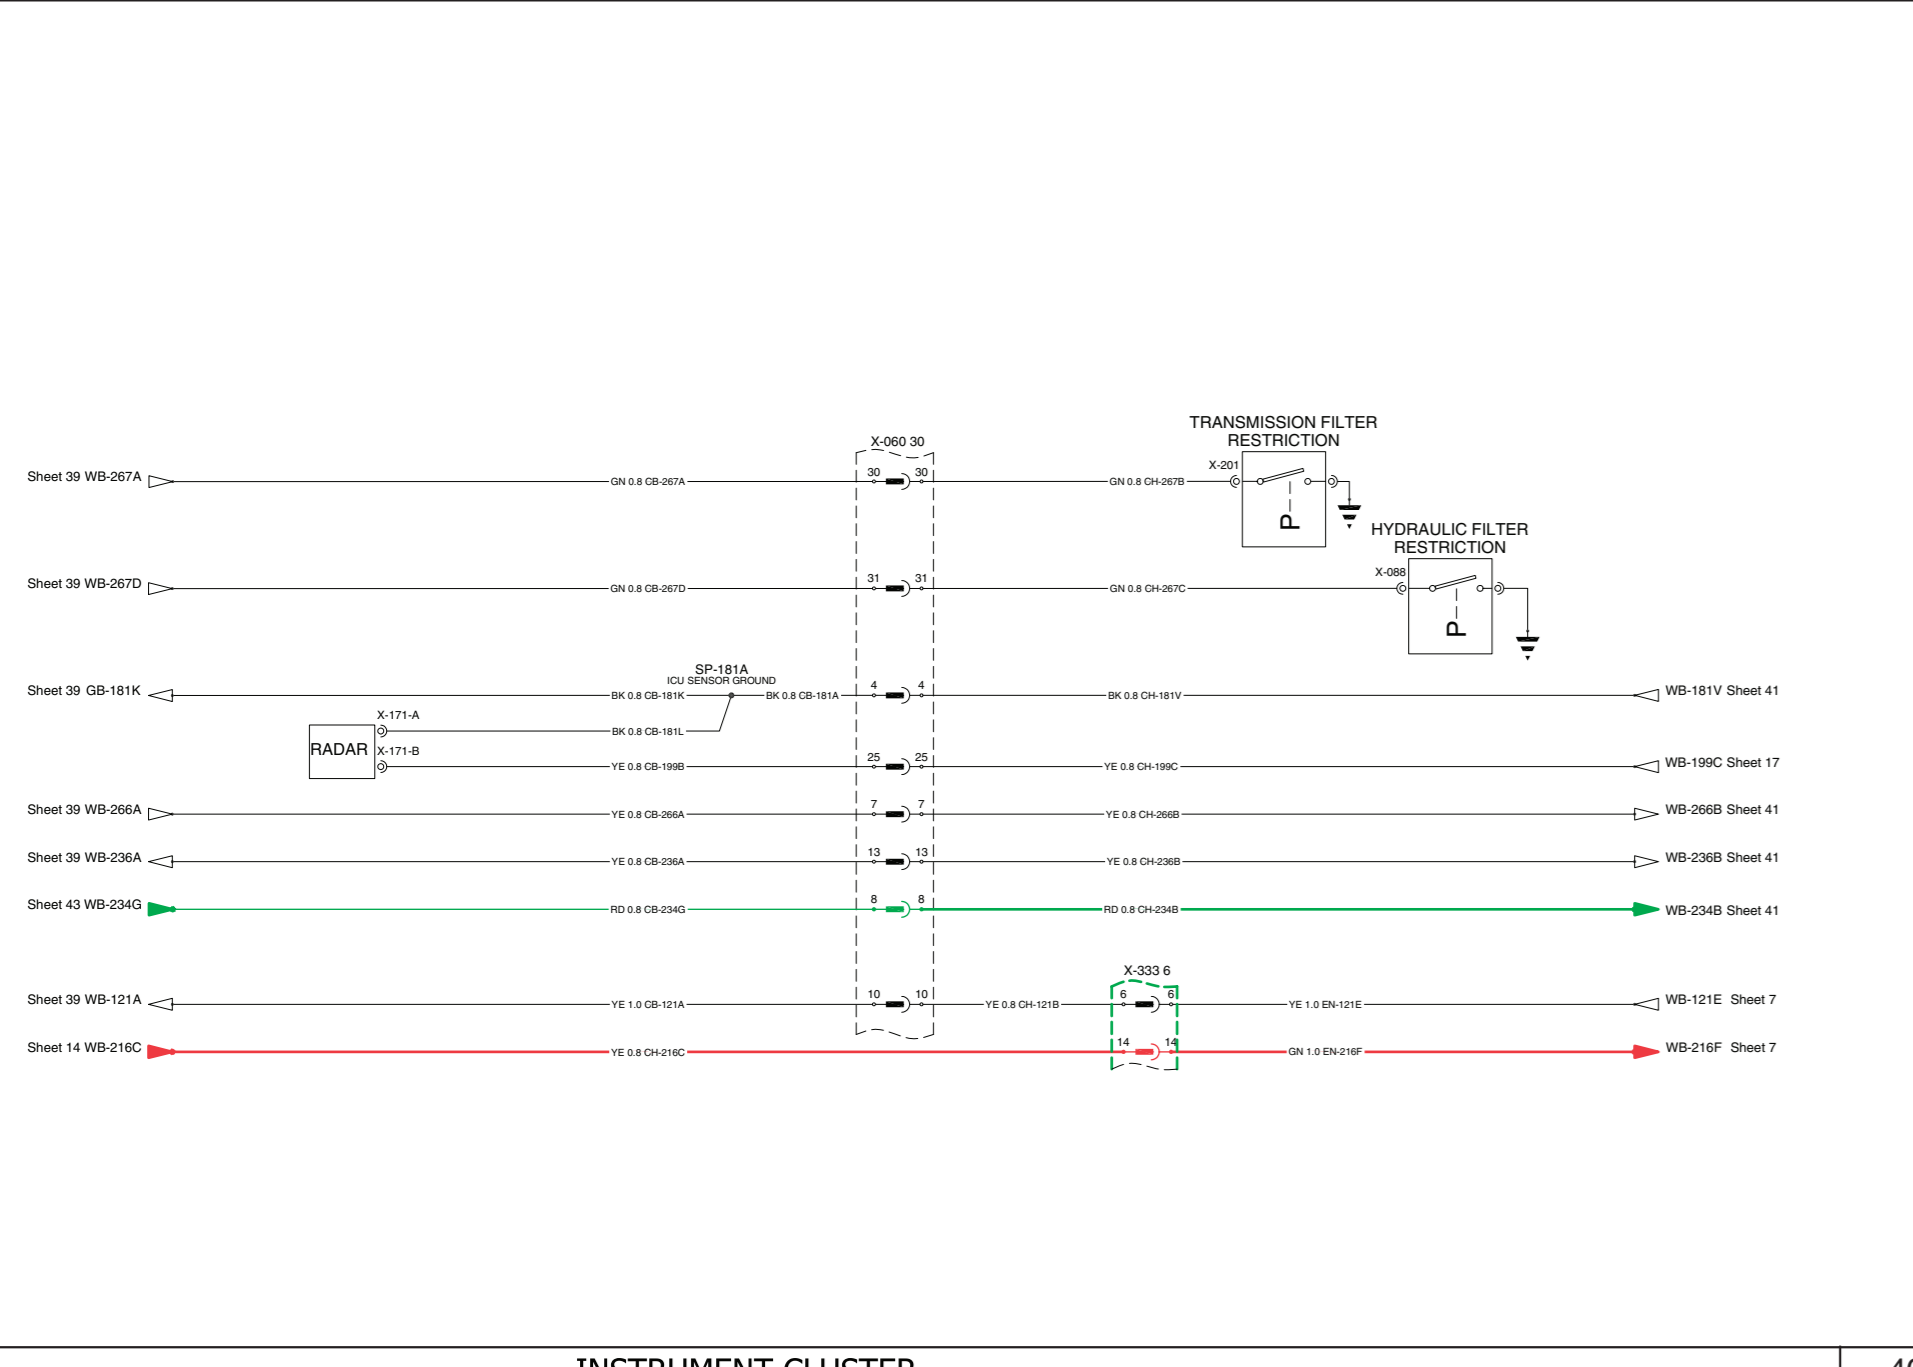 TRANSMISSION FILTER
RESTRICTION
X-060 30
X-201
Sheet 39 WB-267A
GN 0.8 CB-267A
30 30
GN 0.8 CH-267B
P
HYDRAULIC FILTER
RESTRICTION
X-088
Sheet 39 WB-267D
GN 0.8 CB-267D
31 31
GN 0.8 CH-267C
P
SP-181A
ICU SENSOR GROUND
Sheet 39 GB-181K
BK 0.8 CB-181K
BK 0.8 CB-181A
4 4
BK 0.8 CH-181V
WB-181V Sheet 41
X-171-A
BK 0.8 CB-181L
RADAR
X-171-B
YE 0.8 CB-199B
25 25
YE 0.8 CH-199C
WB-199C Sheet 17
Sheet 39 WB-266A
YE 0.8 CB-266A
7 7
YE 0.8 CH-266B
WB-266B Sheet 41
Sheet 39 WB-236A
YE 0.8 CB-236A
13 13
YE 0.8 CH-236B
WB-236B Sheet 41
Sheet 43 WB-234G
RD 0.8 CB-234G
8 8
RD 0.8 CH-234B
WB-234B Sheet 41
X-333 6
Sheet 39 WB-121A
YE 1.0 CB-121A
10 10
YE 0.8 CH-121B
6 6
YE 1.0 EN-121E
WB-121E Sheet 7
Sheet 14 WB-216C
YE 0.8 CH-216C
14 14
GN 1.0 EN-216F
WB-216F Sheet 7
INSTRUMENT CLUSTER